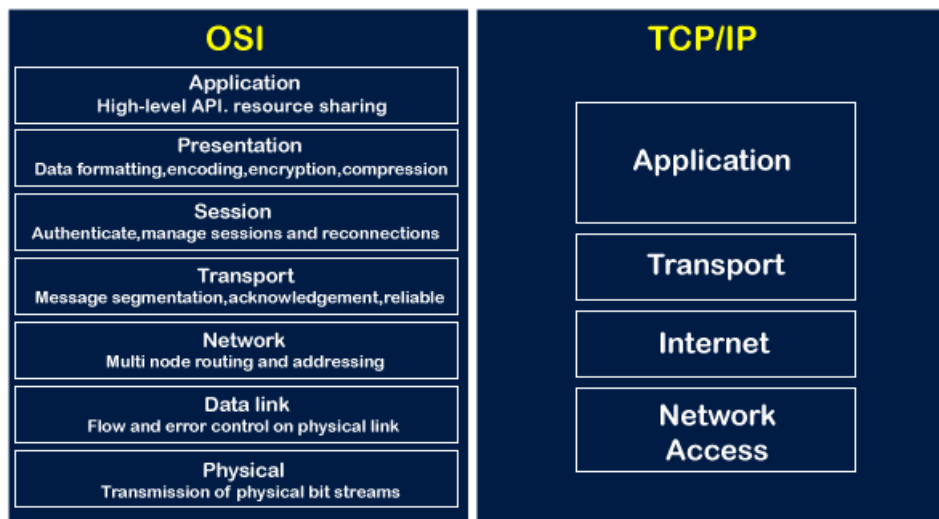 OSI
Application
High-level API. resource sharing
Presentation
Data formatting,encoding,encryption,compression
Session
Authenticate,manage sessions and reconnections
Transport
Message segmentation,acknowledgement,reliable
Network
Multi node routing and addressing
Data link
Flow and error control on physical link
Physical
Transmission of physical bit streams
TCP/IP
Application
Transport
Internet
Network
Access